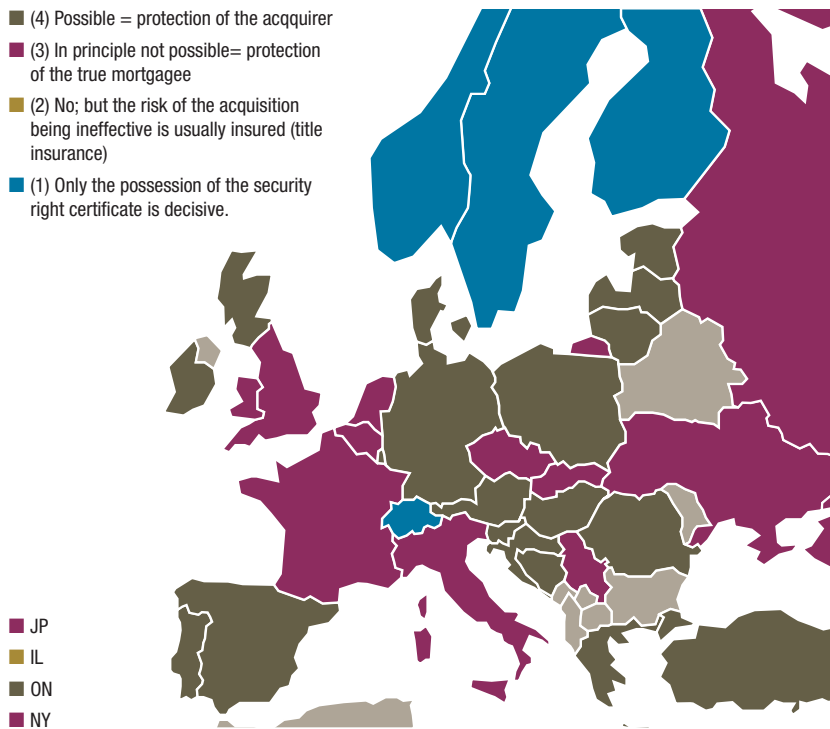 (4) Possible = protection of the acqquirer
(3) In principle not possible= protection
of the true mortgagee
(2) No; but the risk of the acquisition
being ineffective is usually insured (title
insurance)
(1) Only the possession of the security
right certificate is decisive.
JP
IL
ON
NY